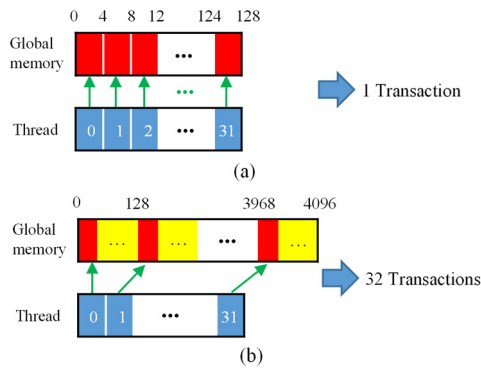 0 4 8 12 124 128
Global
memory
...
...
1 Transaction
Thread
0 1 2 ... 31
(a)
0 128 3968 4096
Global
memory
... ... ... ...
32 Transactions
Thread
0 1 ... 31
(b)